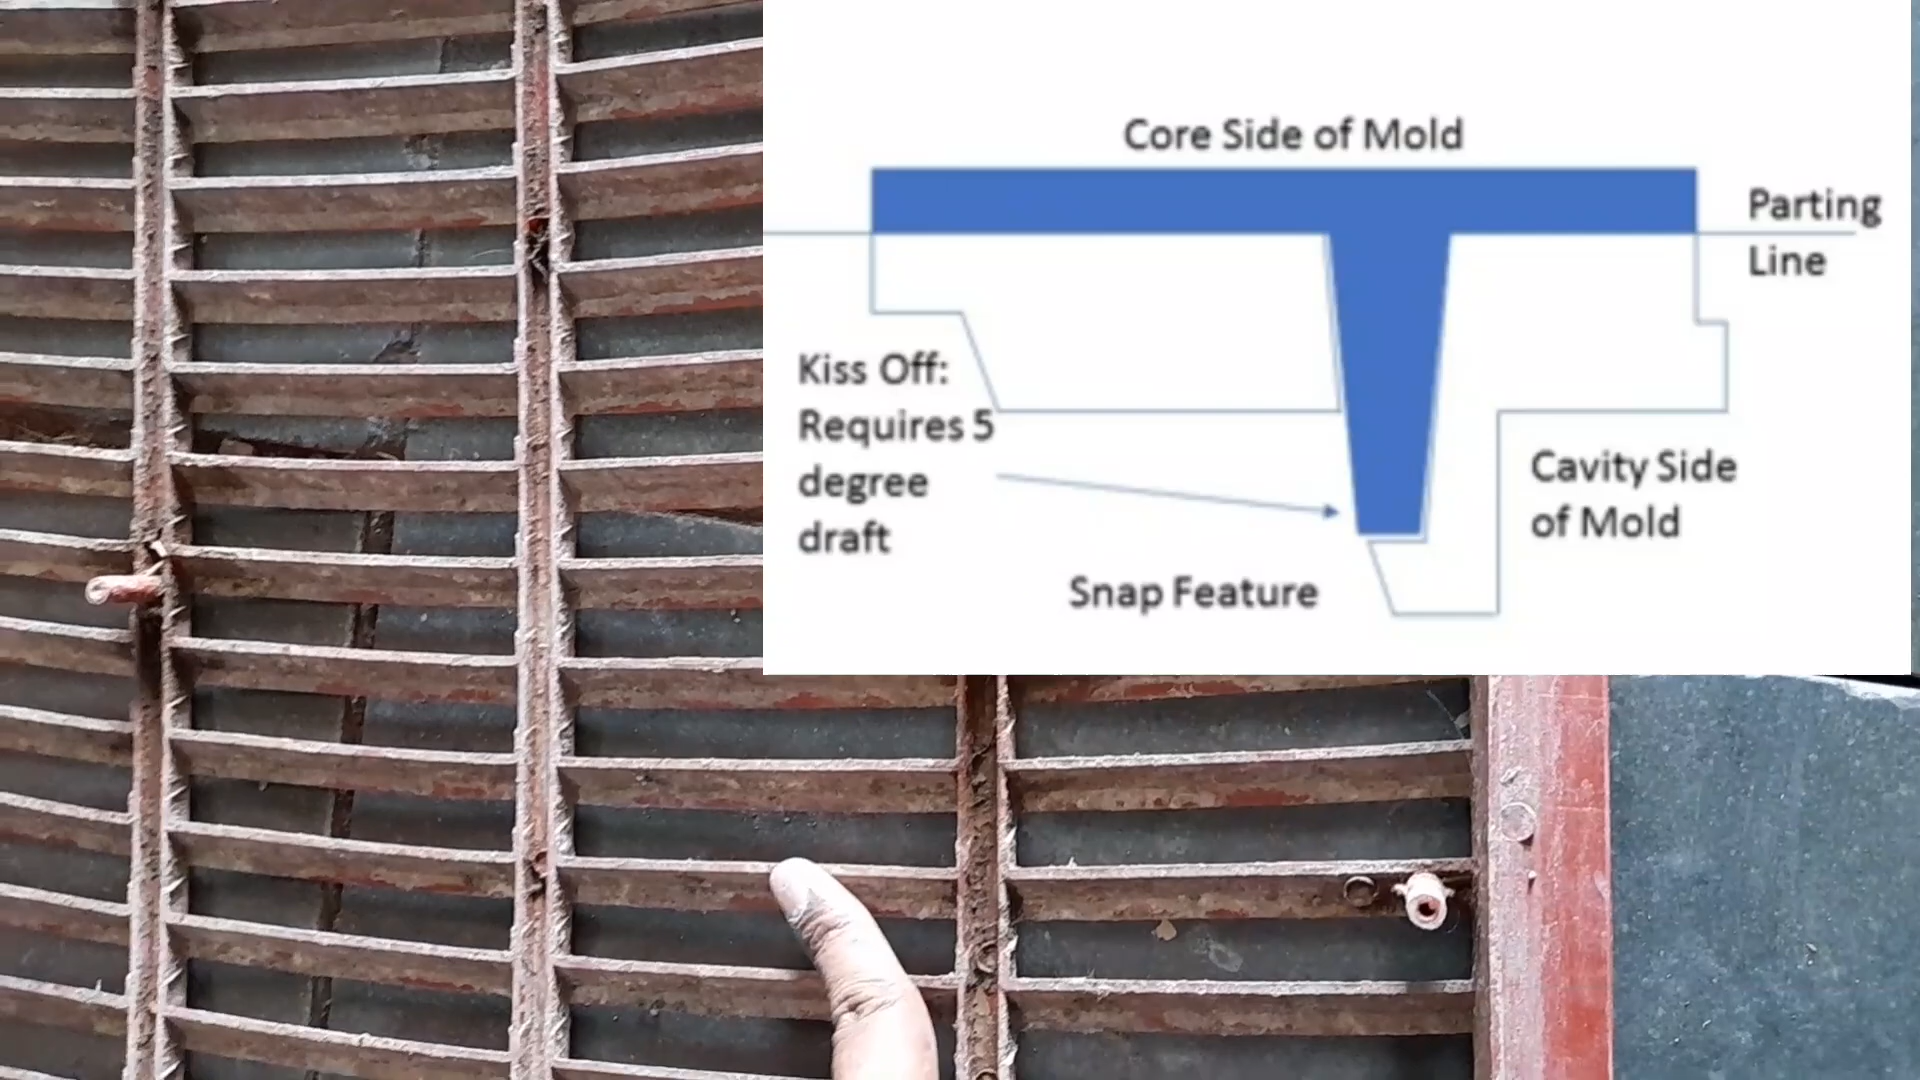 Core Side of Mold
Parting
Line
Kiss Off:
Requires 5
degree
draft
Cavity Side
of Mold
Snap Feature